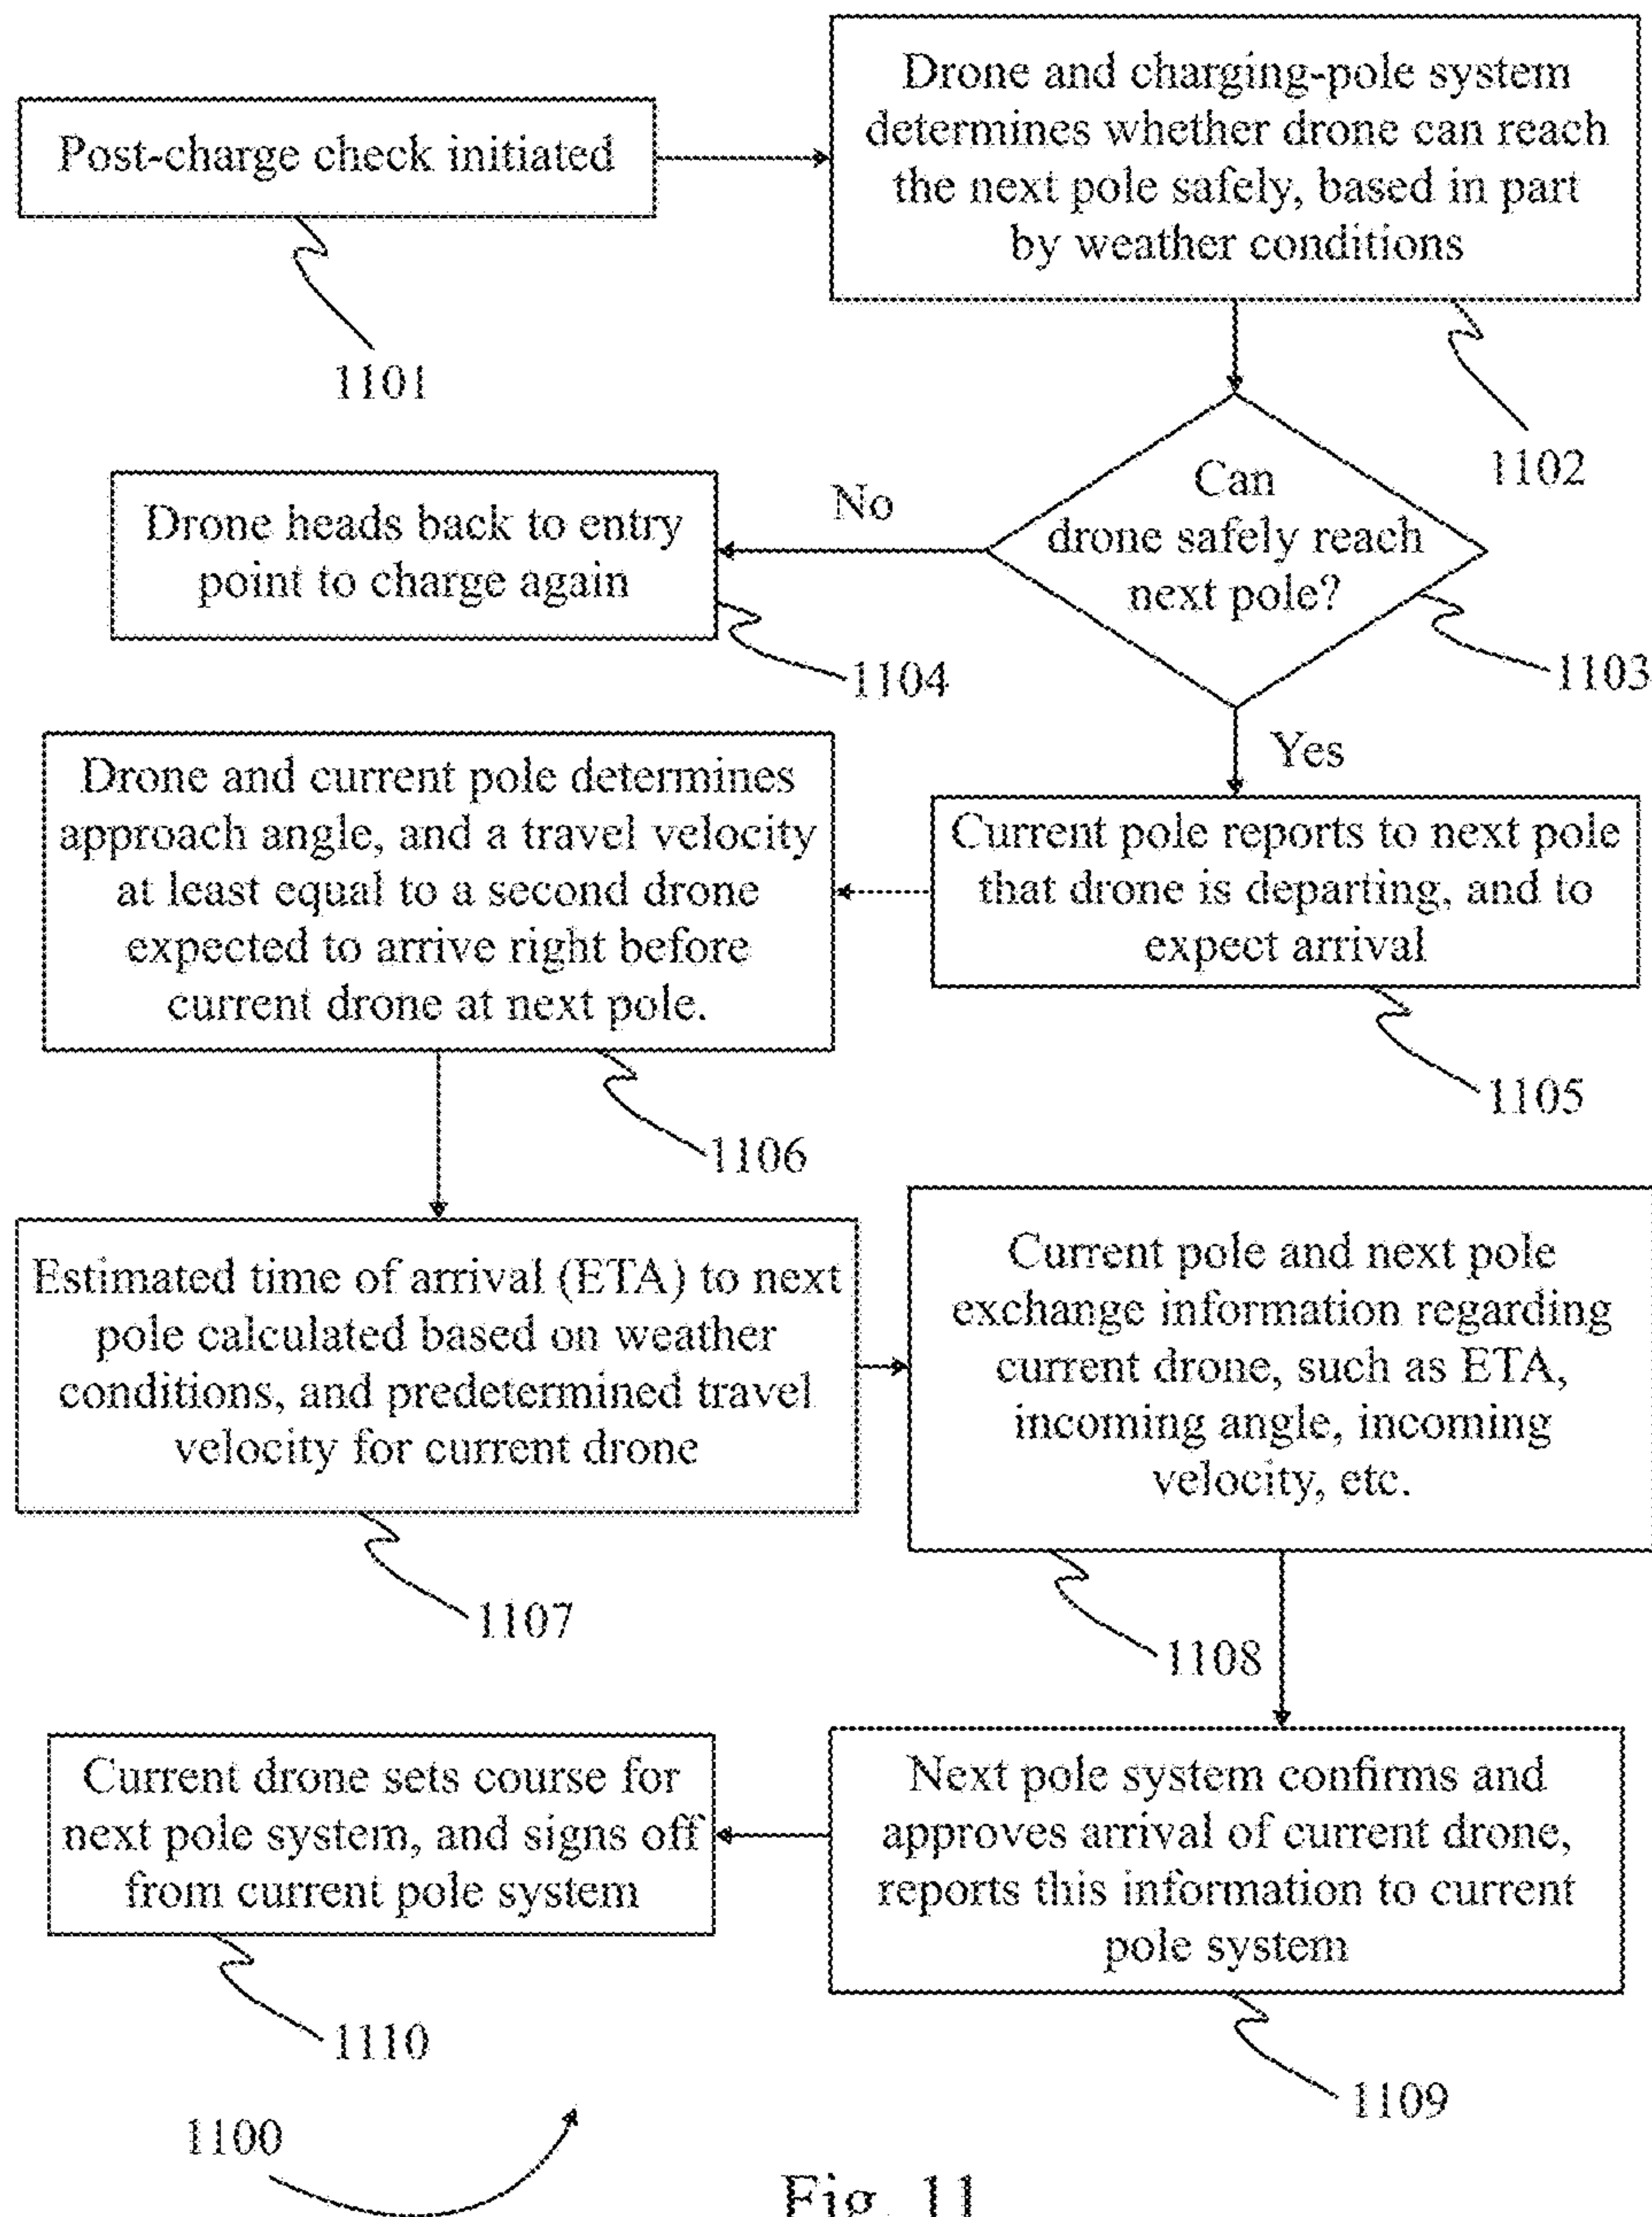 Post-charge check initiated
1101
Drone and charging-pole system
determines whether drone can reach
the next pole safely, based in part
by weather conditions
1102
Can
drone safely reach
next pole?
1103
No
Drone heads back to entry
point to charge again
1104
Yes
Current pole reports to next pole
that drone is departing, and to
expect arrival
1105
Drone and current pole determines
approach angle, and a travel velocity
at least equal to a second drone
expected to arrive right before
current drone at next pole.
1106
Estimated time of arrival (ETA) to next
pole calculated based on weather
conditions, and predetermined travel
velocity for current drone
1107
Current pole and next pole
exchange information regarding
current drone, such as ETA,
incoming angle, incoming
velocity, etc.
1108
Next pole system confirms and
approves arrival of current drone,
reports this information to current
pole system
1109
Current drone sets course for
next pole system, and signs off
from current pole system
1110
1100
Fig. 11